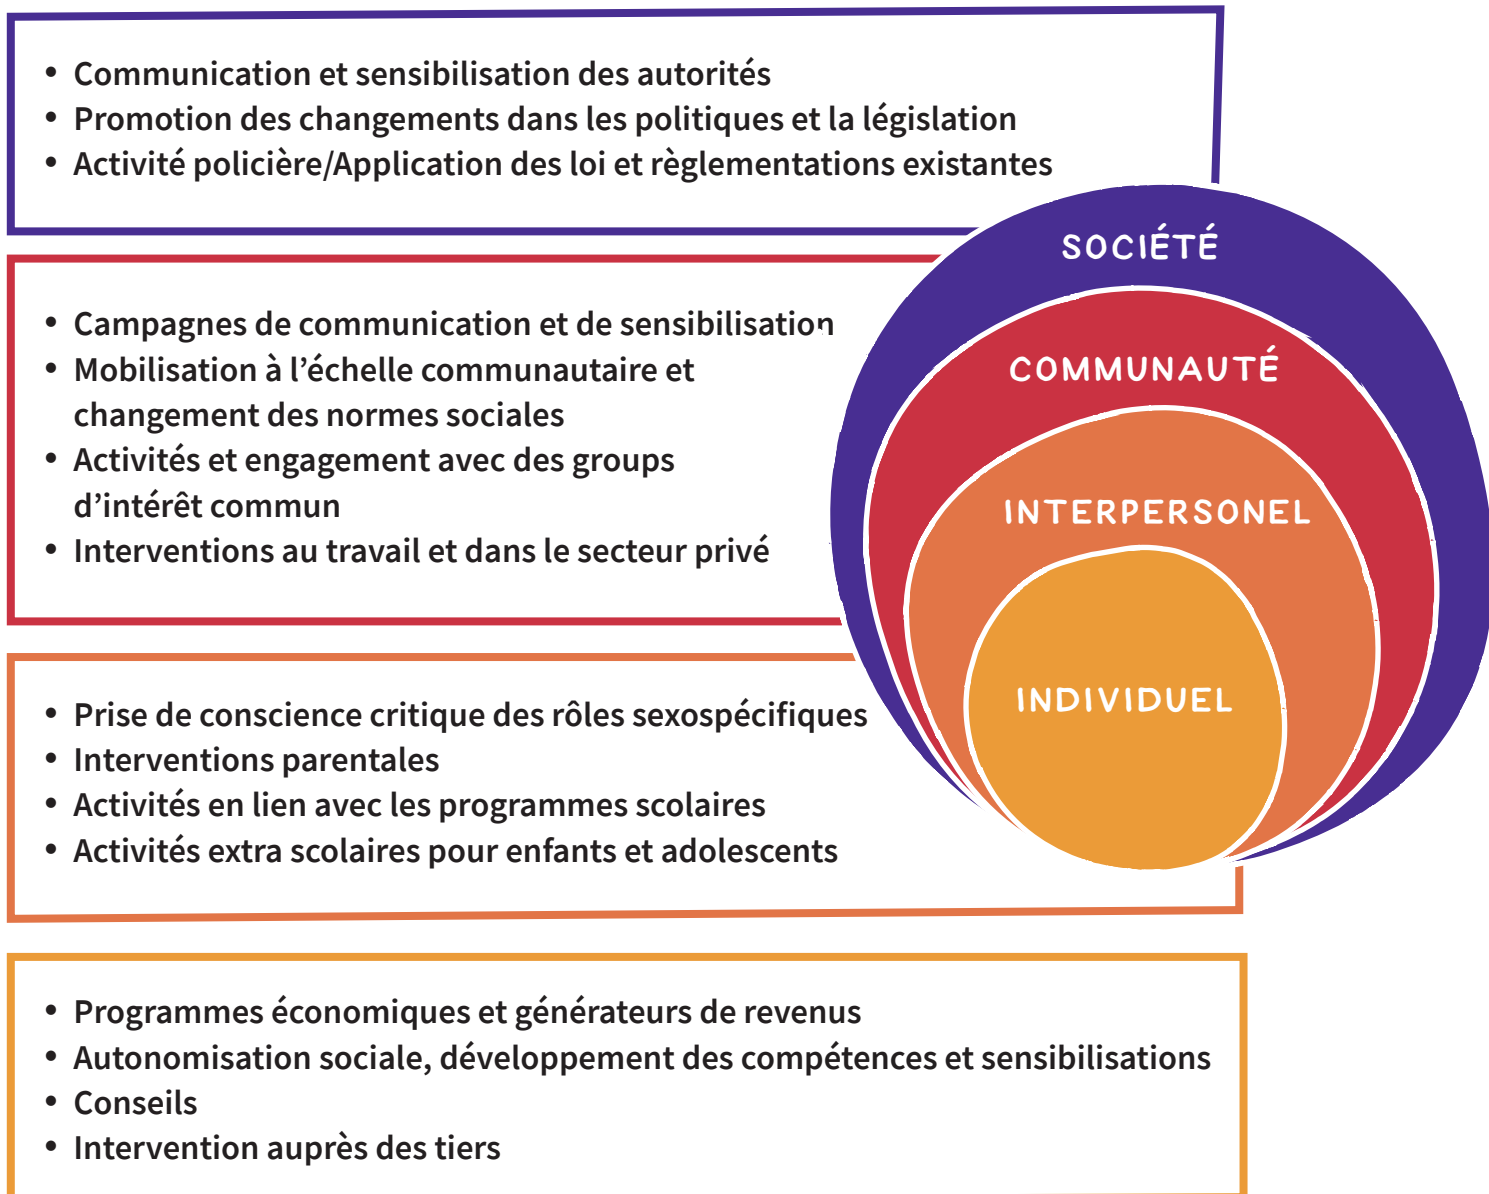 • Communication et sensibilisation des autorités
• Promotion des changements dans les politiques et la législation
• Activité policière/Application des loi et règlementations existantes
SOCIÉTÉ
• Campagnes de communication et de sensibilisation
• Mobilisation à l’échelle communautaire et
changement des normes sociales
• Activités et engagement avec des groups
d’intérêt commun
• Interventions au travail et dans le secteur privé
COMMUNAUTÉ
INTERPERSONEL
• Prise de conscience critique des rôles sexospécifiques
• Interventions parentales
• Activités en lien avec les programmes scolaires
• Activités extra scolaires pour enfants et adolescents
INDIVIDUEL
• Programmes économiques et générateurs de revenus
• Autonomisation sociale, développement des compétences et sensibilisations
• Conseils
• Intervention auprès des tiers